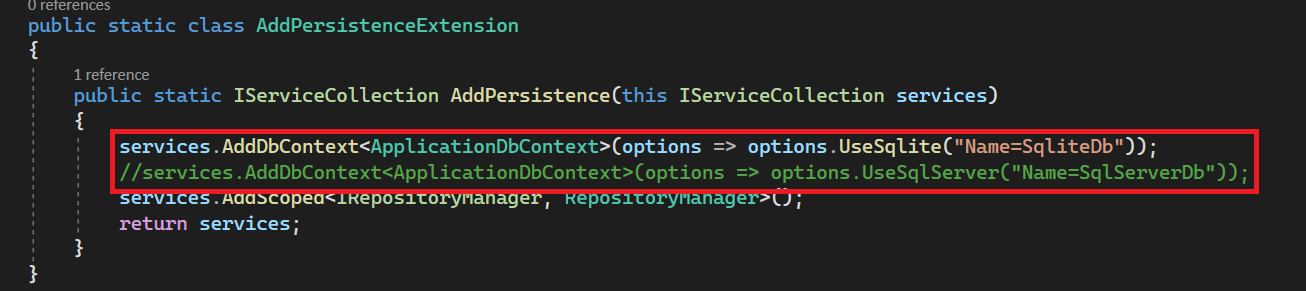 0 references
public static class AddPersistenceExtension
{
1 reference
public static IServiceCollection AddPersistence(this IServiceCollection services)
{
services.AddDbContext<ApplicationDbContext>(options => options.UseSqlite("Name=SqliteDb"));
//services.AddDbContext<ApplicationDbContext>(options => options.UseSqlServer("Name=SqlServerDb"));
services.AddScoped<IRepositoryManager, RepositoryManager>();
return services;
}
}